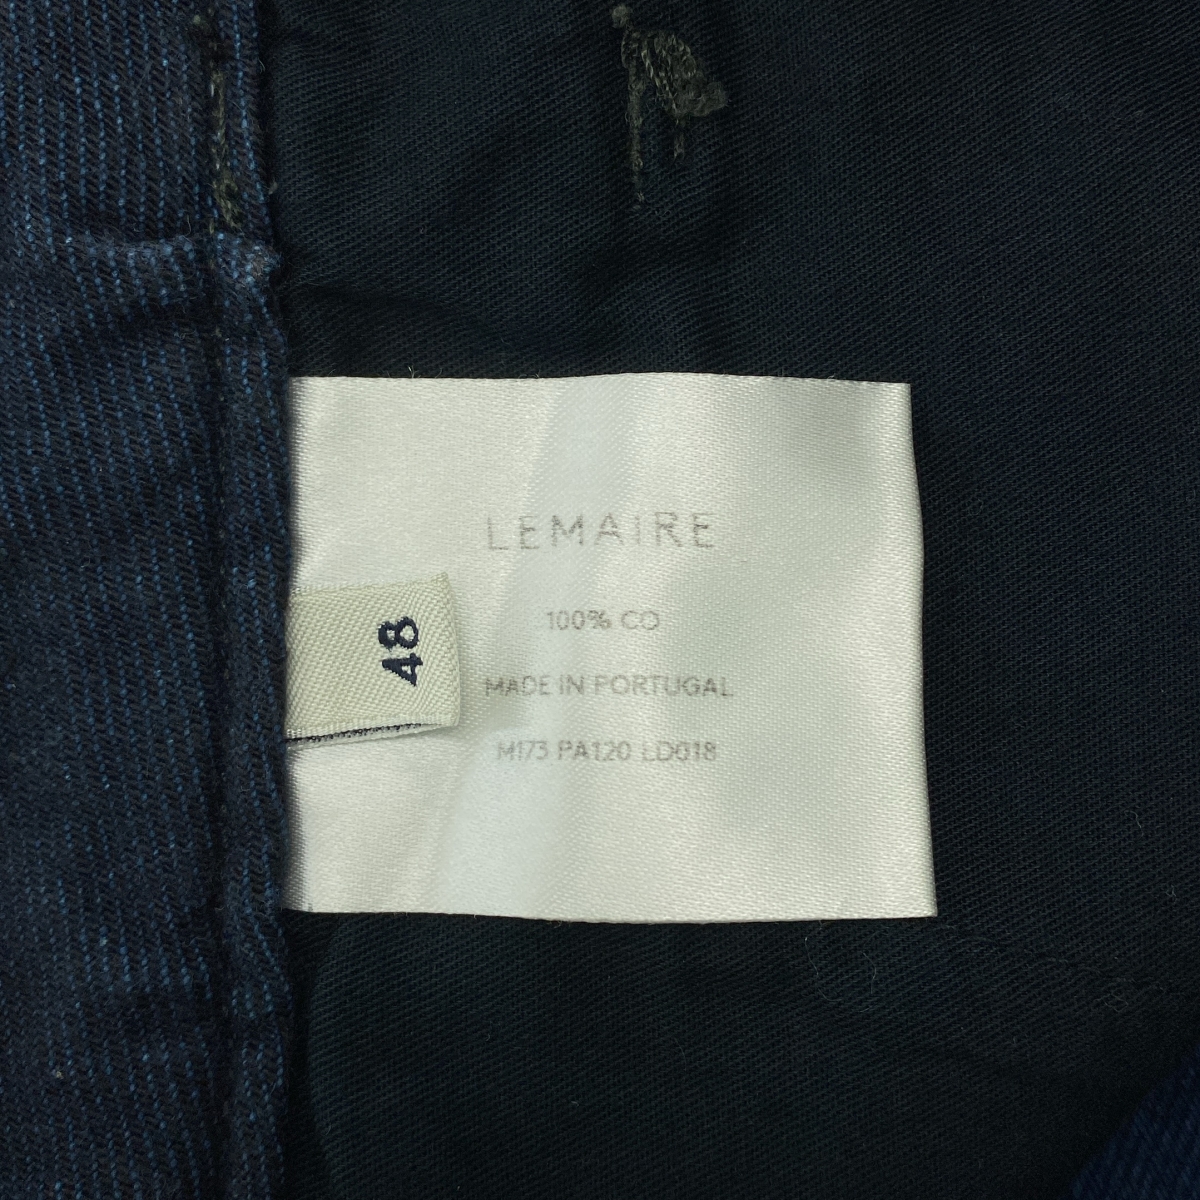 LEMAIRE
100% CO
MADE IN PORTUGAL
M173 PA120 LD018
48